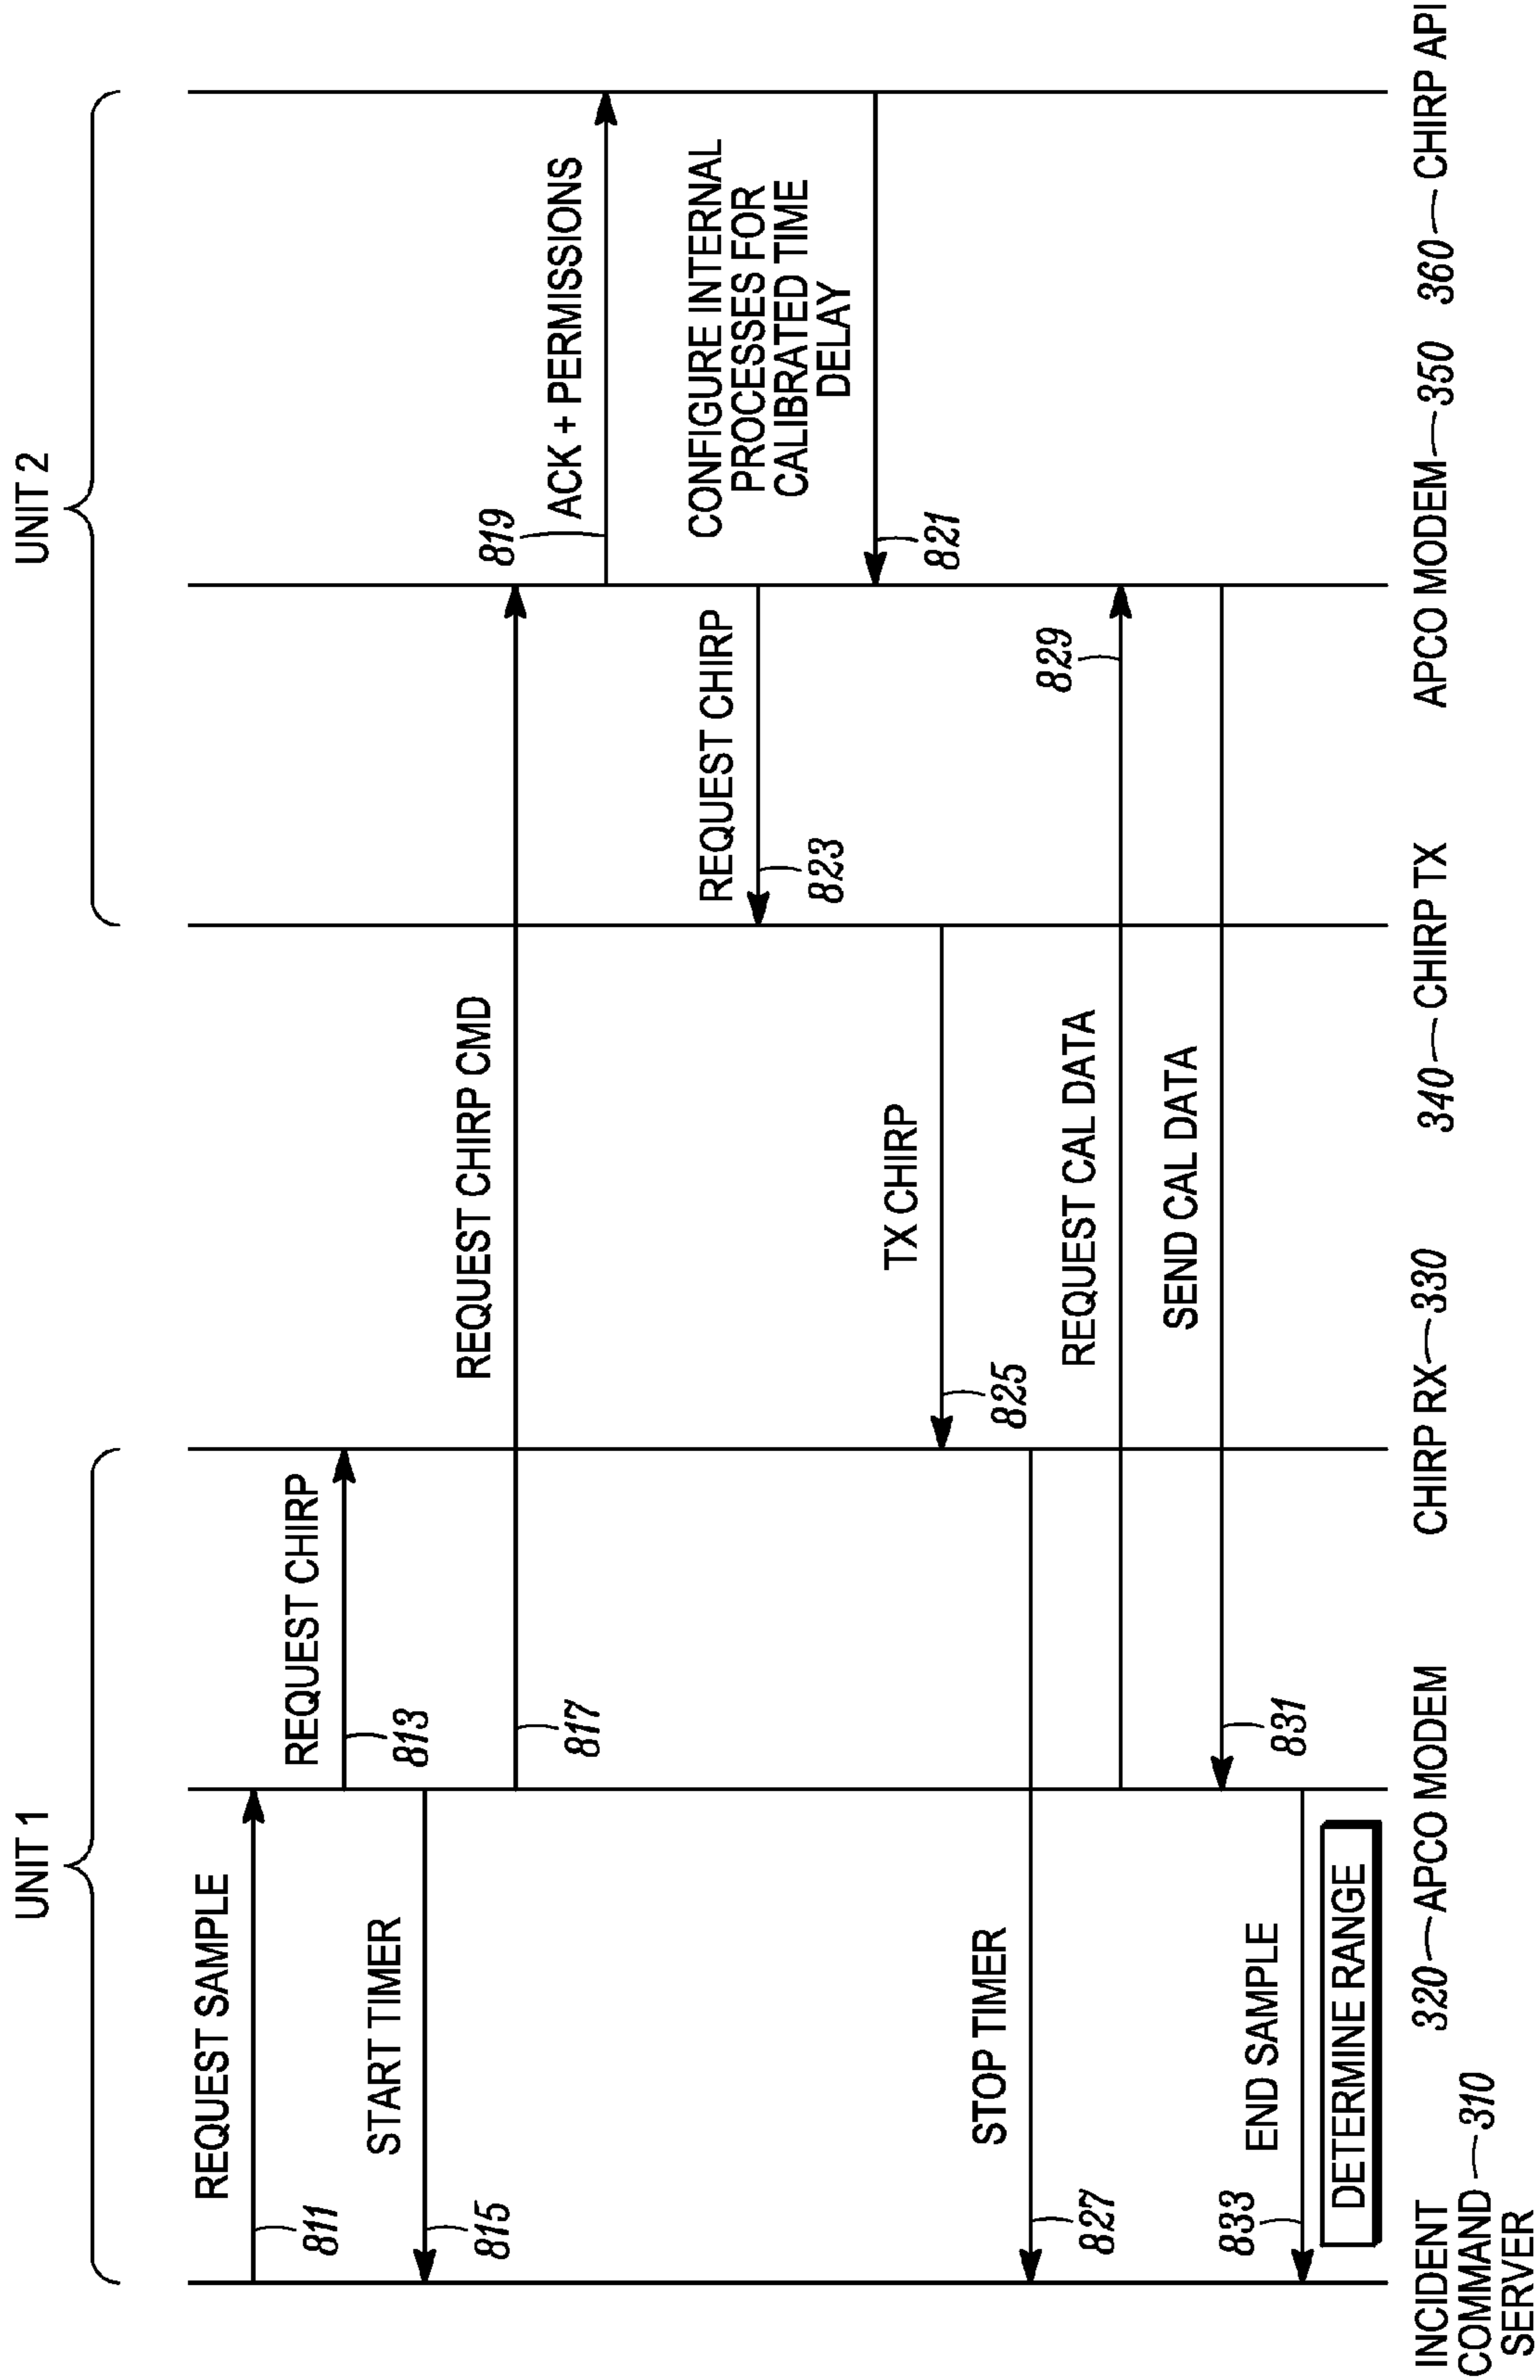 UNIT 1
UNIT 2
REQUEST SAMPLE
811
REQUEST CHIRP
813
START TIMER
815
REQUEST CHIRP CMD
817
819
ACK + PERMISSIONS
REQUEST CHIRP
823
CONFIGURE INTERNAL
PROCESSES FOR
CALIBRATED TIME
DELAY
821
TX CHIRP
825
STOP TIMER
827
REQUEST CAL DATA
829
SEND CAL DATA
831
END SAMPLE
833
DETERMINE RANGE
INCIDENT
COMMAND 310
SERVER
320 APCO MODEM
CHIRP RX 330
340 CHIRP TX
APCO MODEM 350
360 CHIRP API